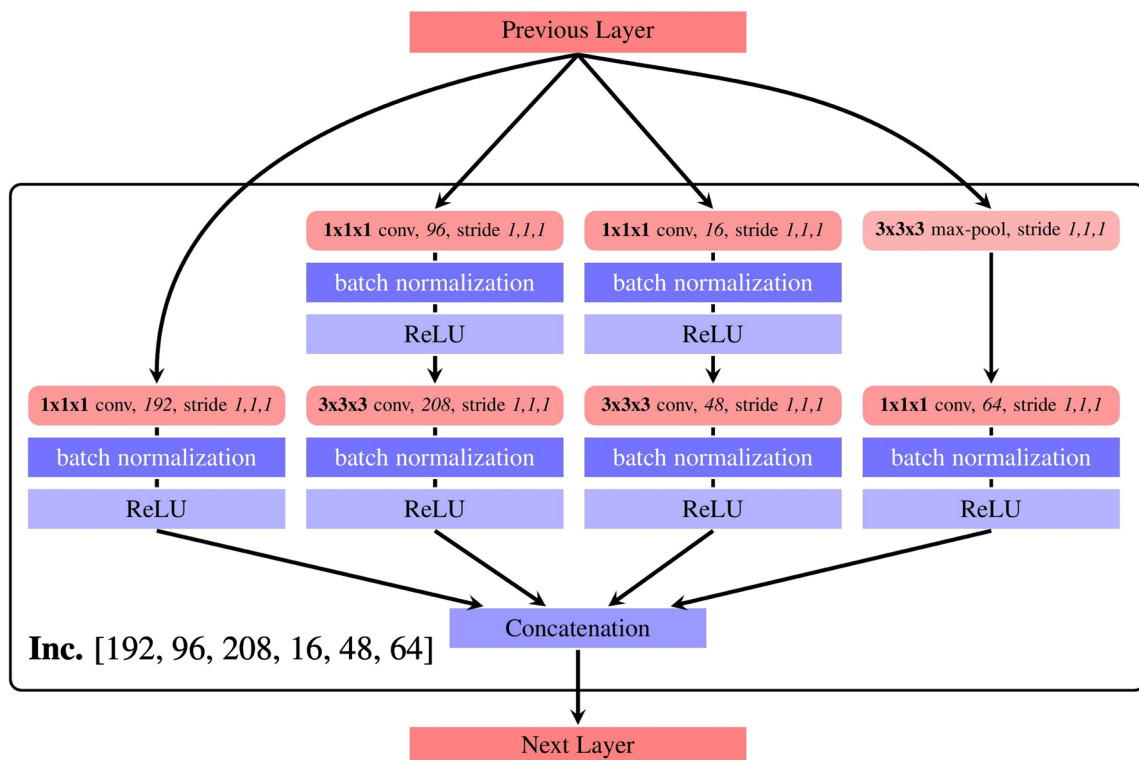 Previous Layer
1x1x1 conv, 96, stride 1,1,1
1x1x1 conv, 16, stride 1,1,1
3x3x3 max-pool, stride 1,1,1
batch normalization
batch normalization
ReLU
ReLU
1x1x1 conv, 192, stride 1,1,1
3x3x3 conv, 208, stride 1,1,1
3x3x3 conv, 48, stride 1,1,1
1x1x1 conv, 64, stride 1,1,1
batch normalization
batch normalization
batch normalization
batch normalization
ReLU
ReLU
ReLU
ReLU
Concatenation
Inc. [192, 96, 208, 16, 48, 64]
Next Layer